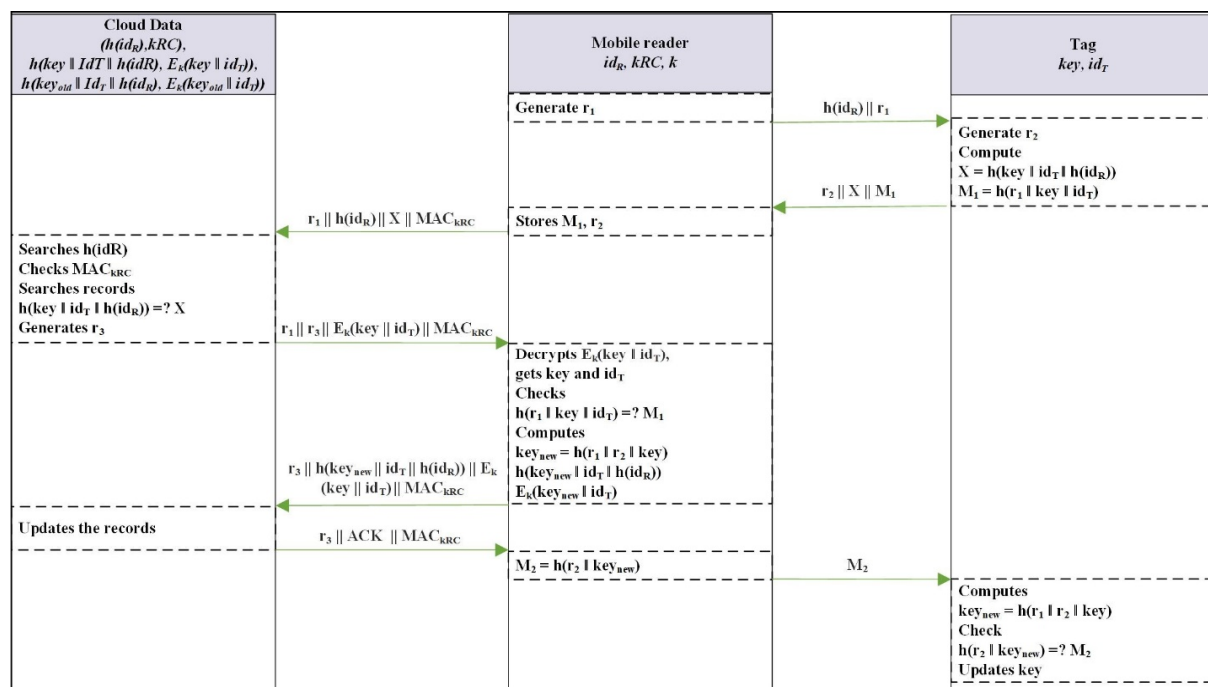 Cloud Data
(h(id_R),kRC),
h(key ‖ IdT ‖ h(idR), E_k(key ‖ id_T)),
h(key_old ‖ Id_T ‖ h(id_R), E_k(key_old ‖ id_T))
Mobile reader
id_R, kRC, k
Tag
key, id_T
Generate r_1
h(id_R) || r_1
Generate r_2
Compute
X = h(key ‖ id_T ‖ h(id_R))
M_1 = h(r_1 ‖ key ‖ id_T)
r_2 || X || M_1
Stores M_1, r_2
r_1 || h(id_R) || X || MAC_kRC
Searches h(idR)
Checks MAC_kRC
Searches records
h(key ‖ id_T ‖ h(id_R)) =? X
Generates r_3
r_1 || r_3 || E_k(key || id_T) || MAC_kRC
Decrypts E_k(key ‖ id_T),
gets key and id_T
Checks
h(r_1 ‖ key ‖ id_T) =? M_1
Computes
key_new = h(r_1 ‖ r_2 ‖ key)
h(key_new ‖ id_T ‖ h(id_R))
E_k(key_new ‖ id_T)
r_3 || h(key_new || id_T || h(id_R)) || E_k
(key || id_T) || MAC_kRC
Updates the records
r_3 || ACK || MAC_kRC
M_2 = h(r_2 ‖ key_new)
M_2
Computes
key_new = h(r_1 ‖ r_2 ‖ key)
Check
h(r_2 ‖ key_new) =? M_2
Updates key